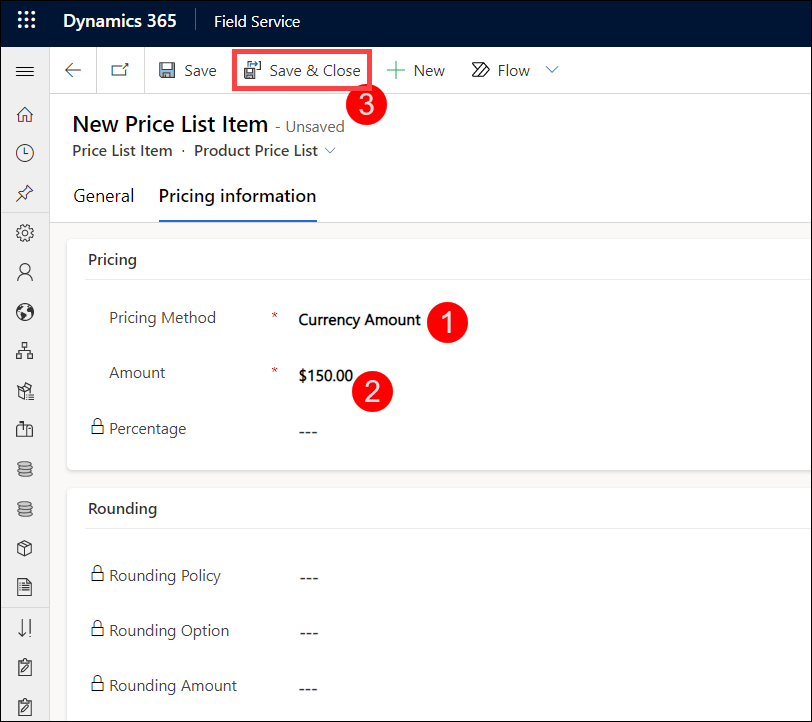 Dynamics 365 Field Service
Save Save & Close New Flow
3
New Price List Item - Unsaved
Price List Item · Product Price List
General Pricing information
Pricing
Pricing Method * Currency Amount 1
Amount * $150.00 2
Percentage ---
Rounding
Rounding Policy ---
Rounding Option ---
Rounding Amount ---